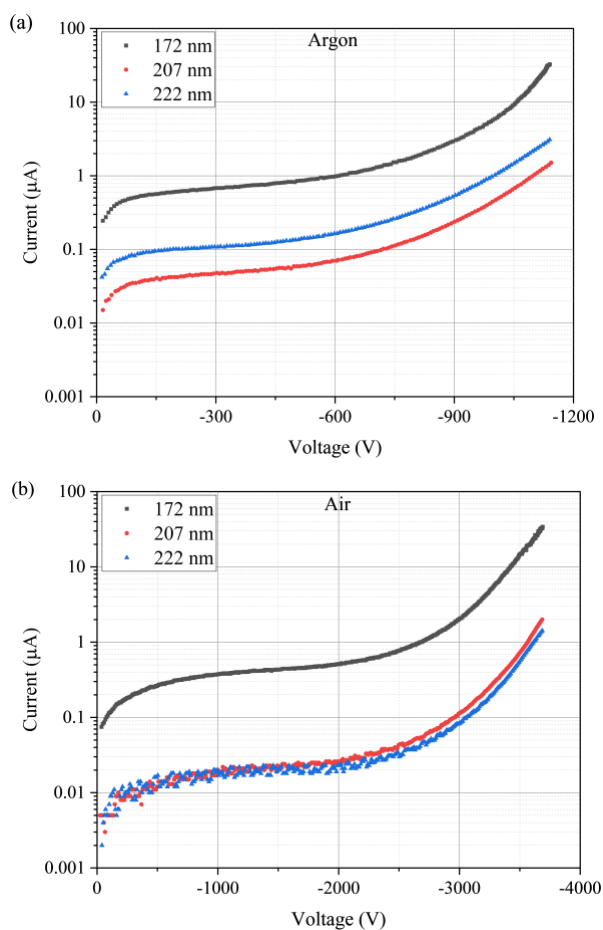 (a)
Argon
172 nm
207 nm
222 nm
100
10
1
0.1
0.01
0.001
Current (μA)
0
-300
-600
-900
-1200
Voltage (V)
(b)
Air
172 nm
207 nm
222 nm
100
10
1
0.1
0.01
0.001
Current (μA)
0
-1000
-2000
-3000
-4000
Voltage (V)